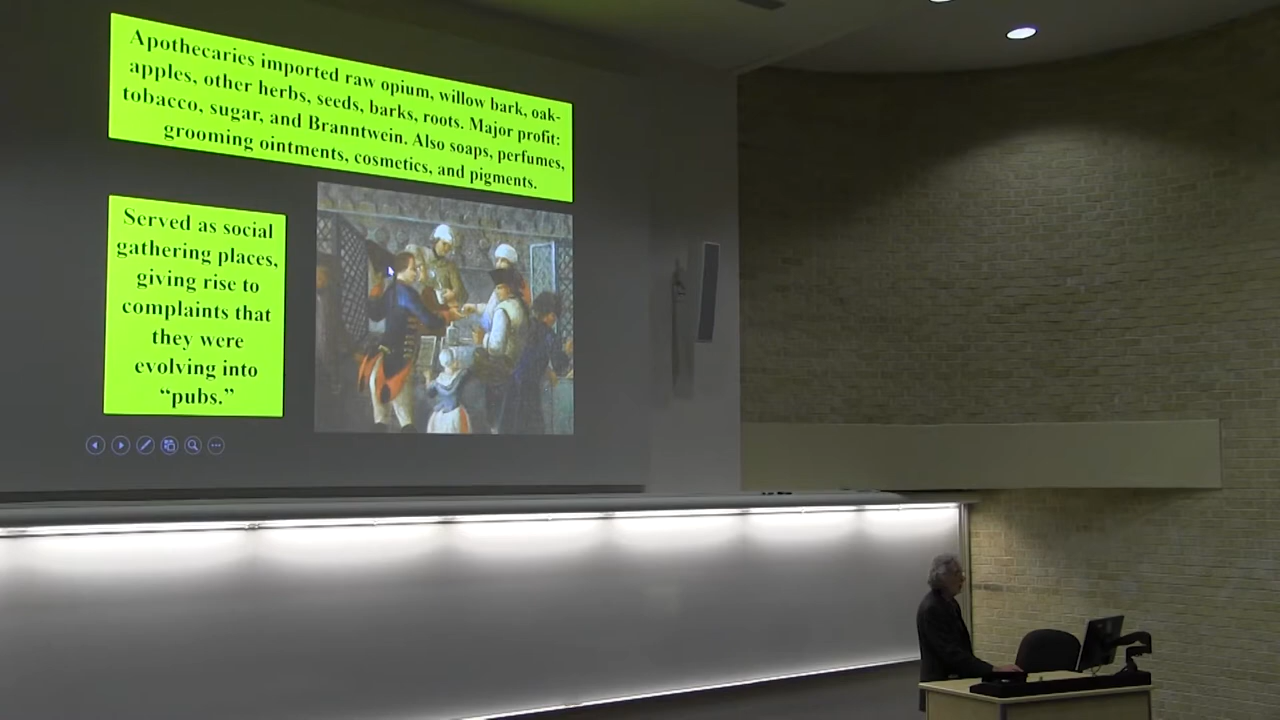 Apothecaries imported raw opium, willow bark, oak-
apples, other herbs, seeds, barks, roots. Major profit:
tobacco, sugar, and Branntwein. Also soaps, perfumes,
grooming ointments, cosmetics, and pigments.
Served as social
gathering places,
giving rise to
complaints that
they were
evolving into
“pubs.”